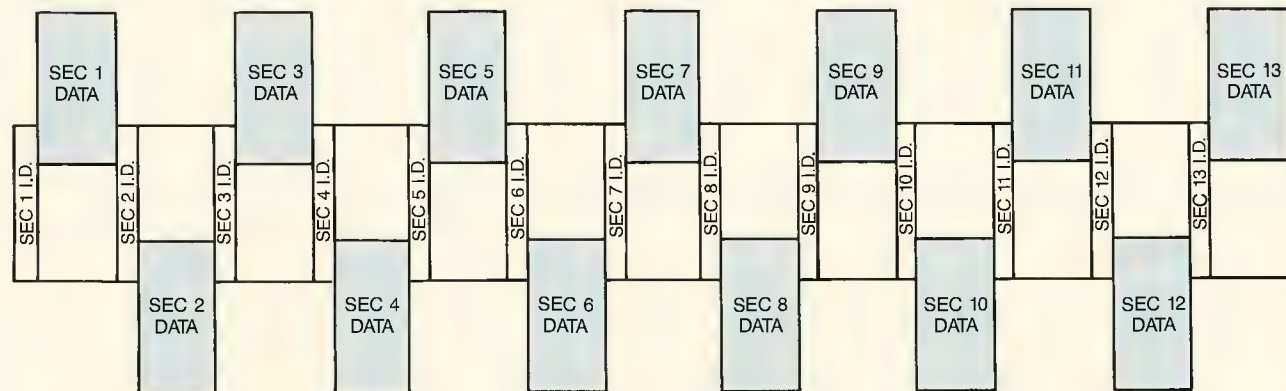 SEC 1
DATA
SEC 3
DATA
SEC 5
DATA
SEC 7
DATA
SEC 9
DATA
SEC 11
DATA
SEC 13
DATA
SEC 1 I.D.
SEC 2 I.D.
SEC 3 I.D.
SEC 4 I.D.
SEC 5 I.D.
SEC 6 I.D.
SEC 7 I.D.
SEC 8 I.D.
SEC 9 I.D.
SEC 10 I.D.
SEC 11 I.D.
SEC 12 I.D.
SEC 13 I.D.
SEC 2
DATA
SEC 4
DATA
SEC 6
DATA
SEC 8
DATA
SEC 10
DATA
SEC 12
DATA